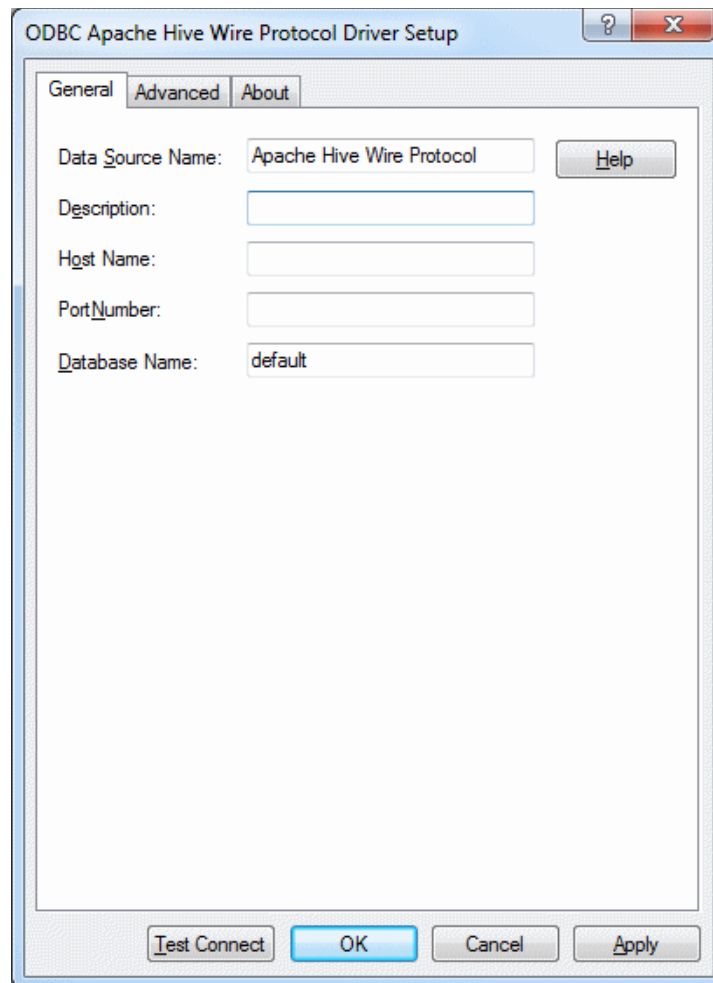 ODBC Apache Hive Wire Protocol Driver Setup
General Advanced About
Data Source Name: Apache Hive Wire Protocol Help
Description:
Host Name:
PortNumber:
Database Name: default
Test Connect OK Cancel Apply